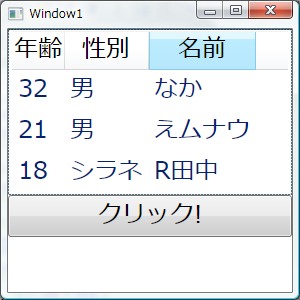 Window1
年齢 性別 名前
32 男 なか
21 男 えムナウ
18 シラネ R田中
クリック!